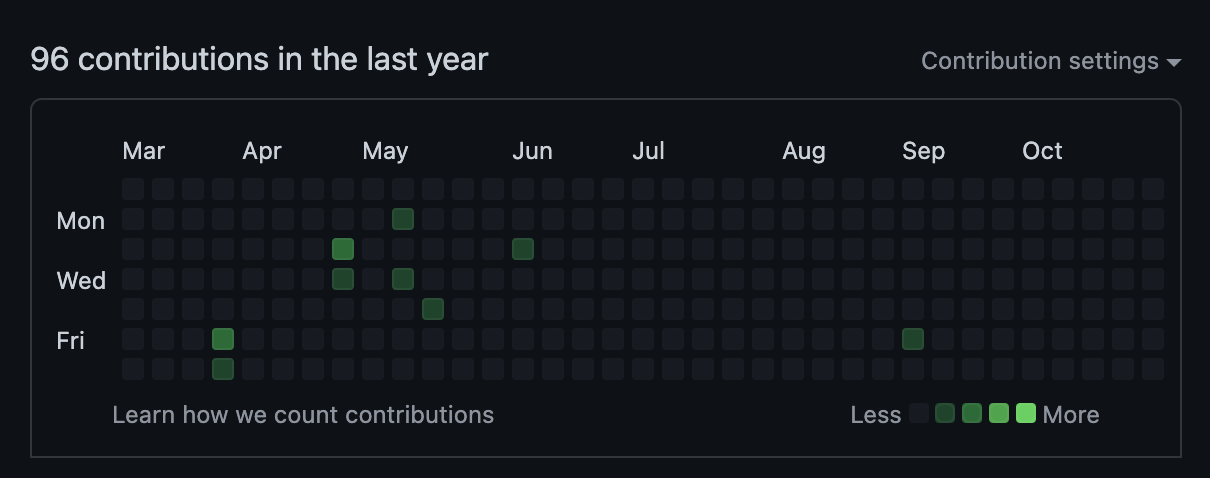 96 contributions in the last year
Contribution settings
Mar Apr May Jun Jul Aug Sep Oct
Mon
Wed
Fri
Learn how we count contributions
Less More